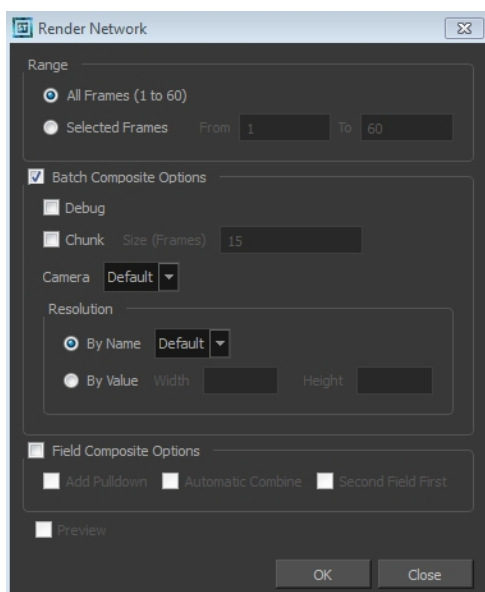 Render Network
Range
All Frames (1 to 60)
Selected Frames From 1 To 60
Batch Composite Options
Debug
Chunk Size (Frames) 15
Camera Default
Resolution
By Name Default
By Value Width Height
Field Composite Options
Add Pulldown Automatic Combine Second Field First
Preview
OK Close